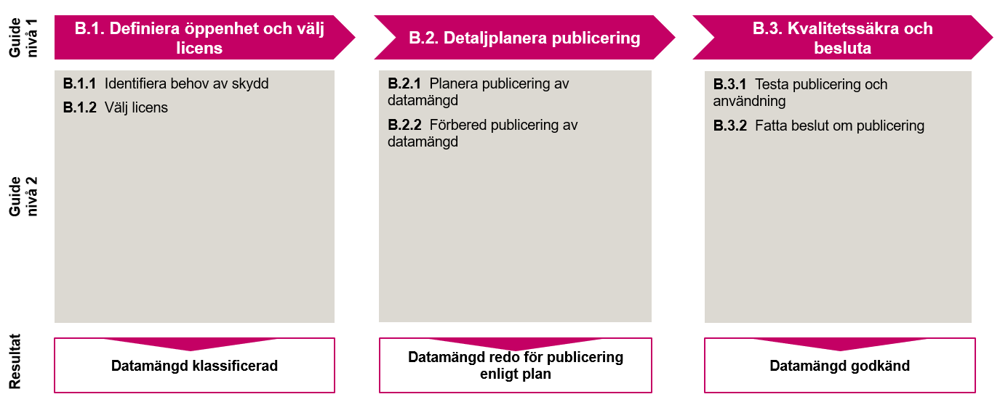 Guide
nivå 1
B.1. Definiera öppenhet och välj
licens
B.2. Detaljplanera publicering
B.3. Kvalitetssäkra och
besluta
Guide
nivå 2
B.1.1 Identifiera behov av skydd
B.1.2 Välj licens
B.2.1 Planera publicering av
datamängd
B.2.2 Förbered publicering av
datamängd
B.3.1 Testa publicering och
användning
B.3.2 Fatta beslut om publicering
Resultat
Datamängd klassificerad
Datamängd redo för publicering
enligt plan
Datamängd godkänd